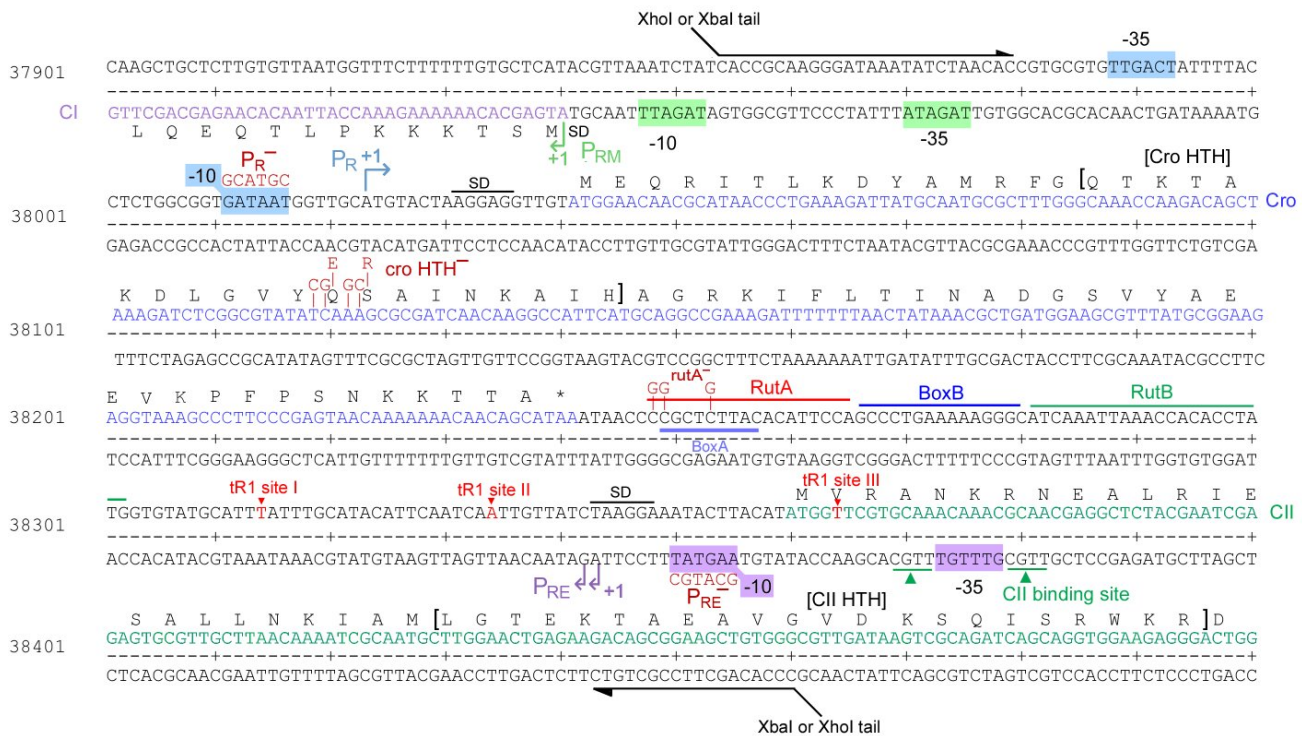 XhoI or XbaI tail
-35
37901 CAAGCTGCTCTTGTGTTAATGGTTTCTTTTTTGTGCTCATACGTTAAATCTATCACCGCAAGGGATAAATATCTAACACCGTGCGTGTTGACTATTTTAC
CI GTTCGACGAGAACACAATTACCAAAGAAAAAACACGAGTATGCAATTTAGATAGTGGCGTTCCCTATTTATAGATTGTGGCACGCACAACTGATAAAATG
L Q E Q T L P K K K T S M SD -10 -35
+1 PRM
PR− PR +1 [Cro HTH]
-10 GCATGC SD M E Q R I T L K D Y A M R F G [Q T K T A
38001 CTCTGGCGGTGATAATGGTTGCATGTACTAAGGAGGTTGTATGGAACAACGCATAACCCTGAAAGATTATGCAATGCGCTTTGGGCAAACCAAGACAGCT Cro
GAGACCGCCACTATTACCAACGTACATGATTCCTCCAACATACCTTGTTGCGTATTGGGACTTTCTAATACGTTACGCGAAACCCGTTTGGTTCTGTCGA
E R cro HTH−
CG GC
K D L G V Y Q S A I N K A I H] A G R K I F L T I N A D G S V Y A E
38101 AAAGATCTCGGCGTATATCAAAGCGCGATCAACAAGGCCATTCATGCAGGCCGAAAGATTTTTTTAACTATAAACGCTGATGGAAGCGTTTATGCGGAAG
TTTCTAGAGCCGCATATAGTTTCGCGCTAGTTGTTCCGGTAAGTACGTCCGGCTTTCTAAAAAAATTGATATTTGCGACTACCTTCGCAAATACGCCTTC
rutA−
E V K P F P S N K K T T A * GG G RutA BoxB RutB
38201 AGGTAAAGCCCTTCCCGAGTAACAAAAAAACAACAGCATAAATAACCCCGCTCTTACACATTCCAGCCCTGAAAAAGGGCATCAAATTAAACCACACCTA
BoxA
TCCATTTCGGGAAGGGCTCATTGTTTTTTTGTTGTCGTATTTATTGGGGCGAGAATGTGTAAGGTCGGGACTTTTTCCCGTAGTTTAATTTGGTGTGGAT
tR1 site I tR1 site II SD tR1 site III
M V R A N K R N E A L R I E
38301 TGGTGTATGCATTTATTTGCATACATTCAATCAATTGTTATCTAAGGAAATACTTACATATGGTTCGTGCAAACAAACGCAACGAGGCTCTACGAATCGA CII
ACCACATACGTAAATAAACGTATGTAAGTTAGTTAACAATAGATTCCTTTATGAATGTATACCAAGCACGTTTGTTTGCGTTGCTCCGAGATGCTTAGCT
PRE +1 CGTACG -10 -35 CII binding site
PRE− [CII HTH]
S A L L N K I A M [L G T E K T A E A V G V D K S Q I S R W K R] D
38401 GAGTGCGTTGCTTAACAAAATCGCAATGCTTGGAACTGAGAAGACAGCGGAAGCTGTGGGCGTTGATAAGTCGCAGATCAGCAGGTGGAAGAGGGACTGG
CTCACGCAACGAATTGTTTTAGCGTTACGAACCTTGACTCTTCTGTCGCCTTCGACACCCGCAACTATTCAGCGTCTAGTCGTCCACCTTCTCCCTGACC
XbaI or XhoI tail